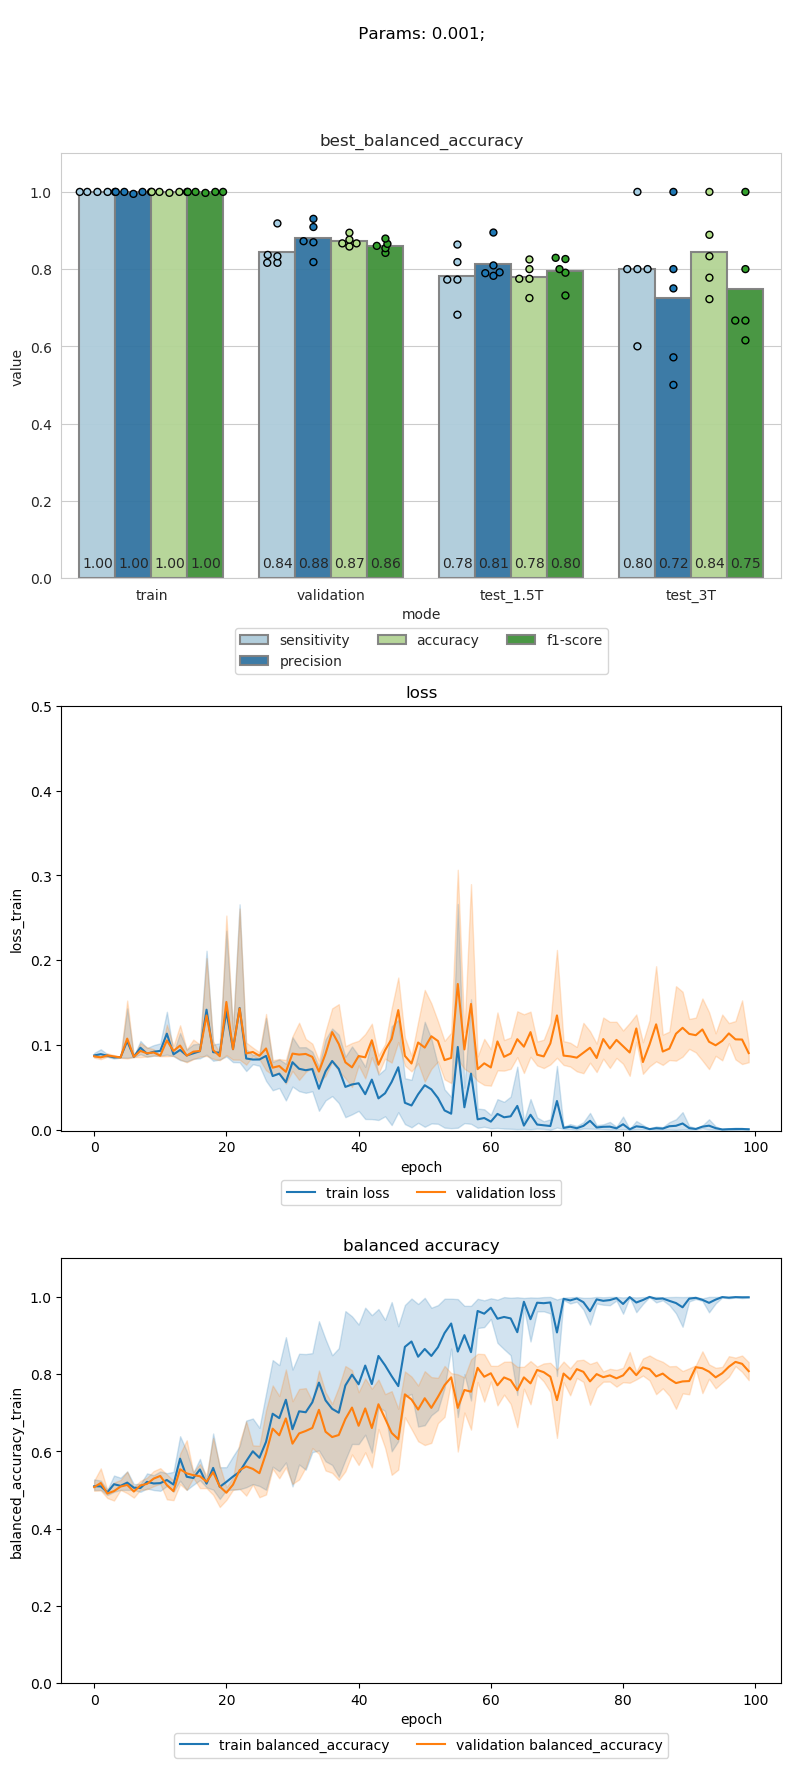 Params: 0.001;
best_balanced_accuracy
value
1.0
0.8
0.6
0.4
0.2
0.0
1.00 1.00 1.00 1.00 0.84 0.88 0.87 0.86 0.78 0.81 0.78 0.80 0.80 0.72 0.84 0.75
train validation test_1.5T test_3T
mode
sensitivity accuracy f1-score
precision
loss
loss_train
0.5
0.4
0.3
0.2
0.1
0.0
0 20 40 60 80 100
epoch
train loss validation loss
balanced accuracy
balanced_accuracy_train
1.0
0.8
0.6
0.4
0.2
0.0
0 20 40 60 80 100
epoch
train balanced_accuracy validation balanced_accuracy